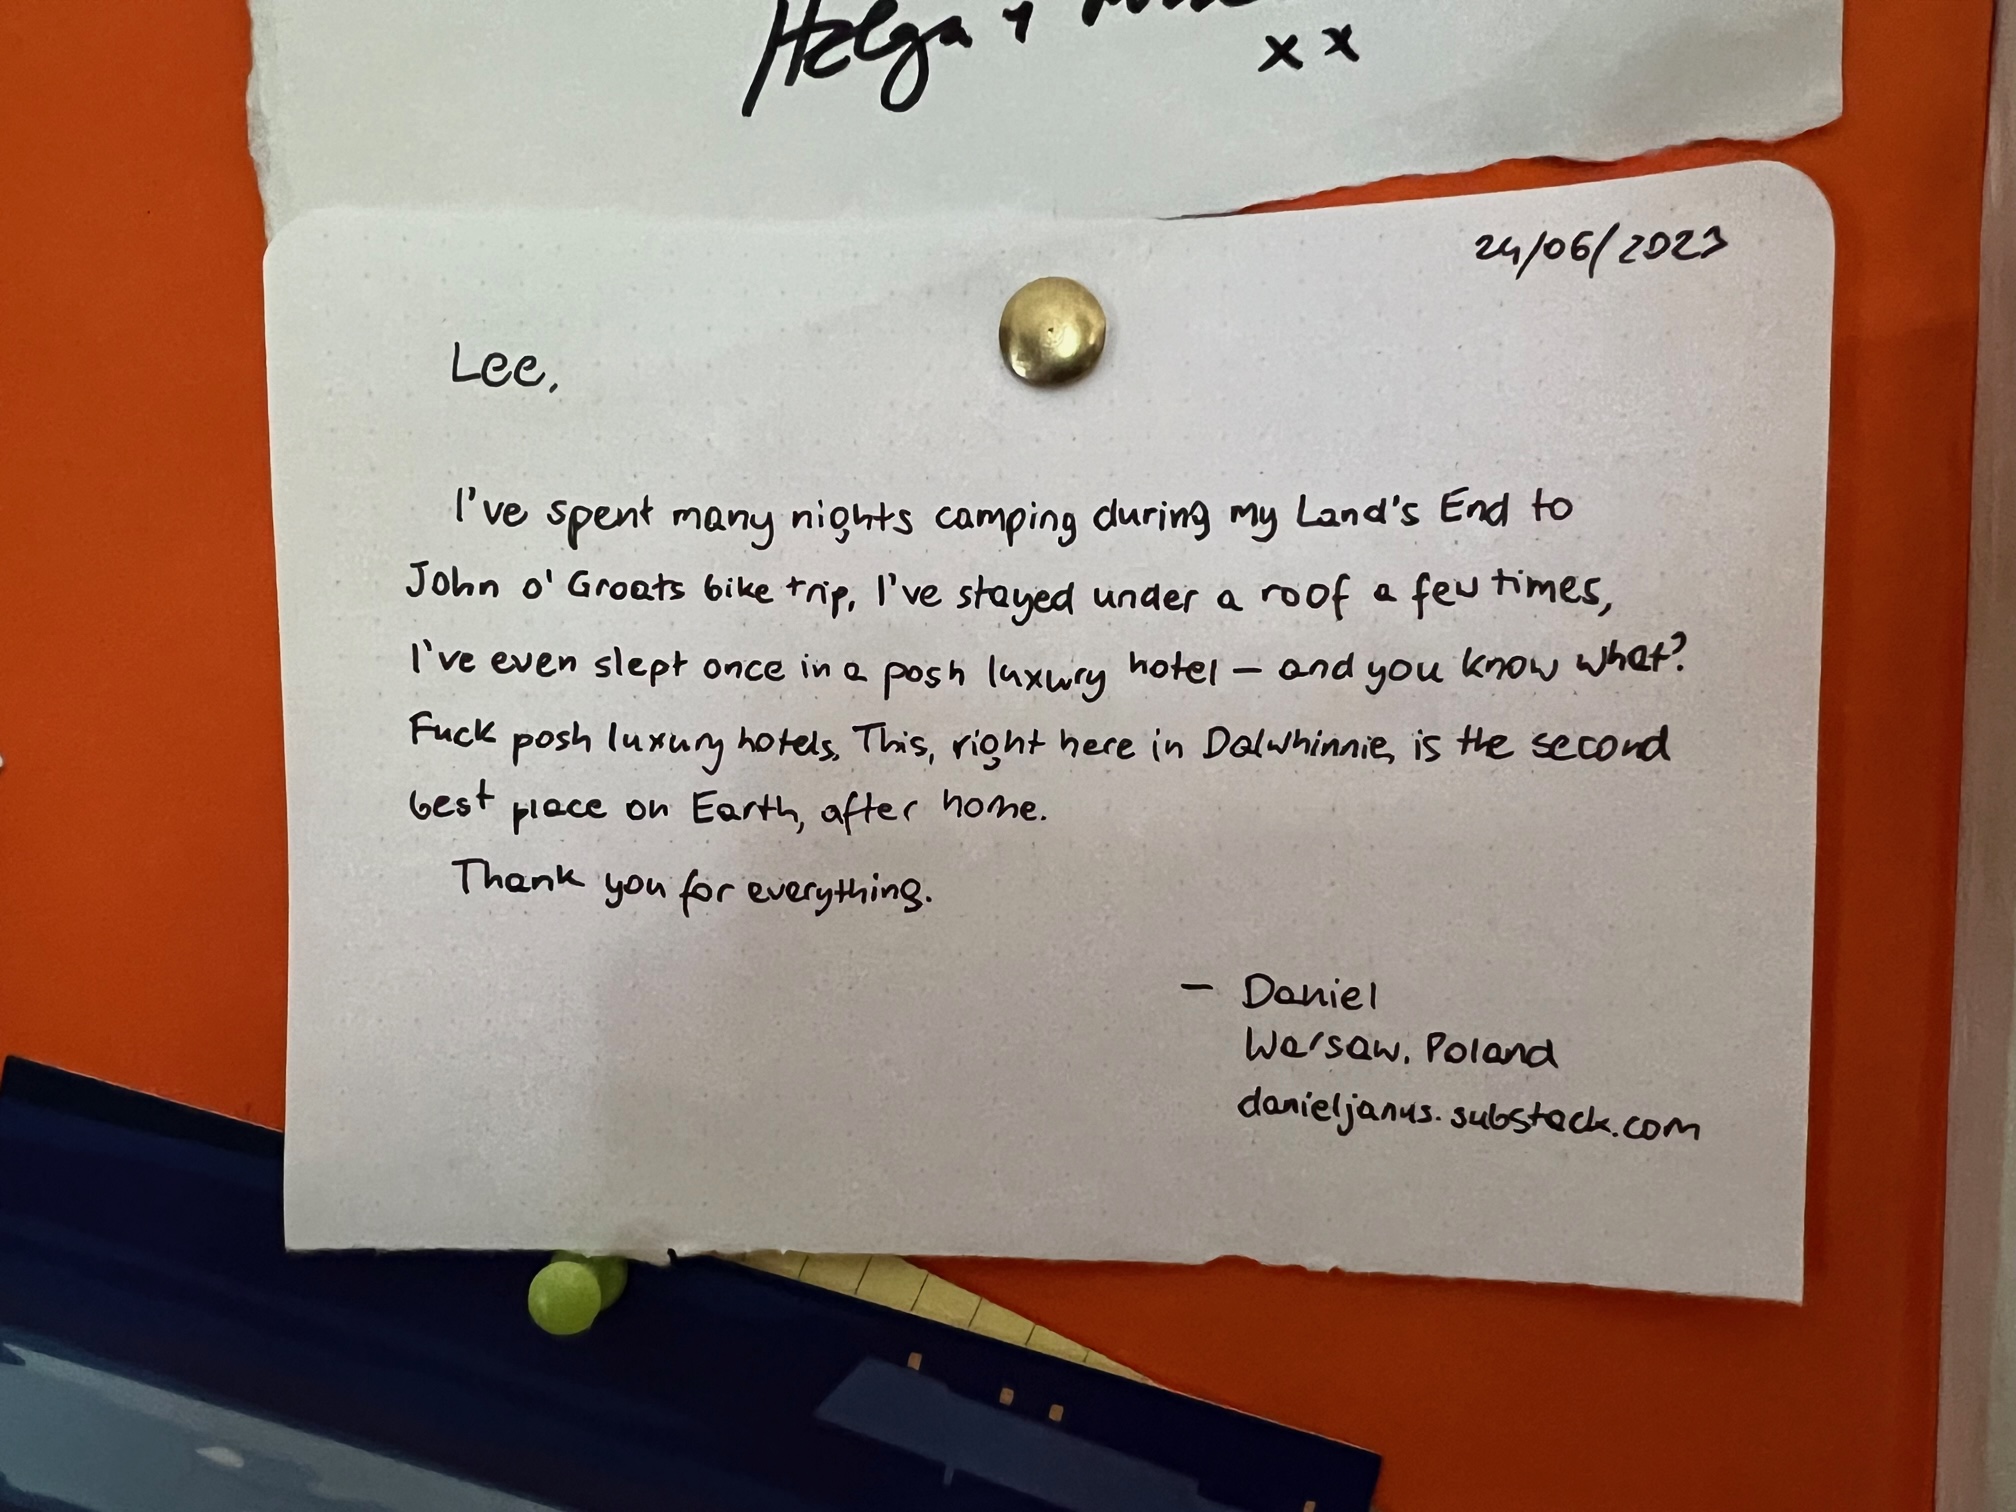 Helga +
x x
24/06/2023
Lee,
I've spent many nights camping during my Land's End to
John o' Groats bike trip, I've stayed under a roof a few times,
I've even slept once in a posh luxury hotel – and you know what?
Fuck posh luxury hotels. This, right here in Dalwhinnie, is the second
best place on Earth, after home.
Thank you for everything.
– Daniel
Warsaw, Poland
danieljanus.substack.com